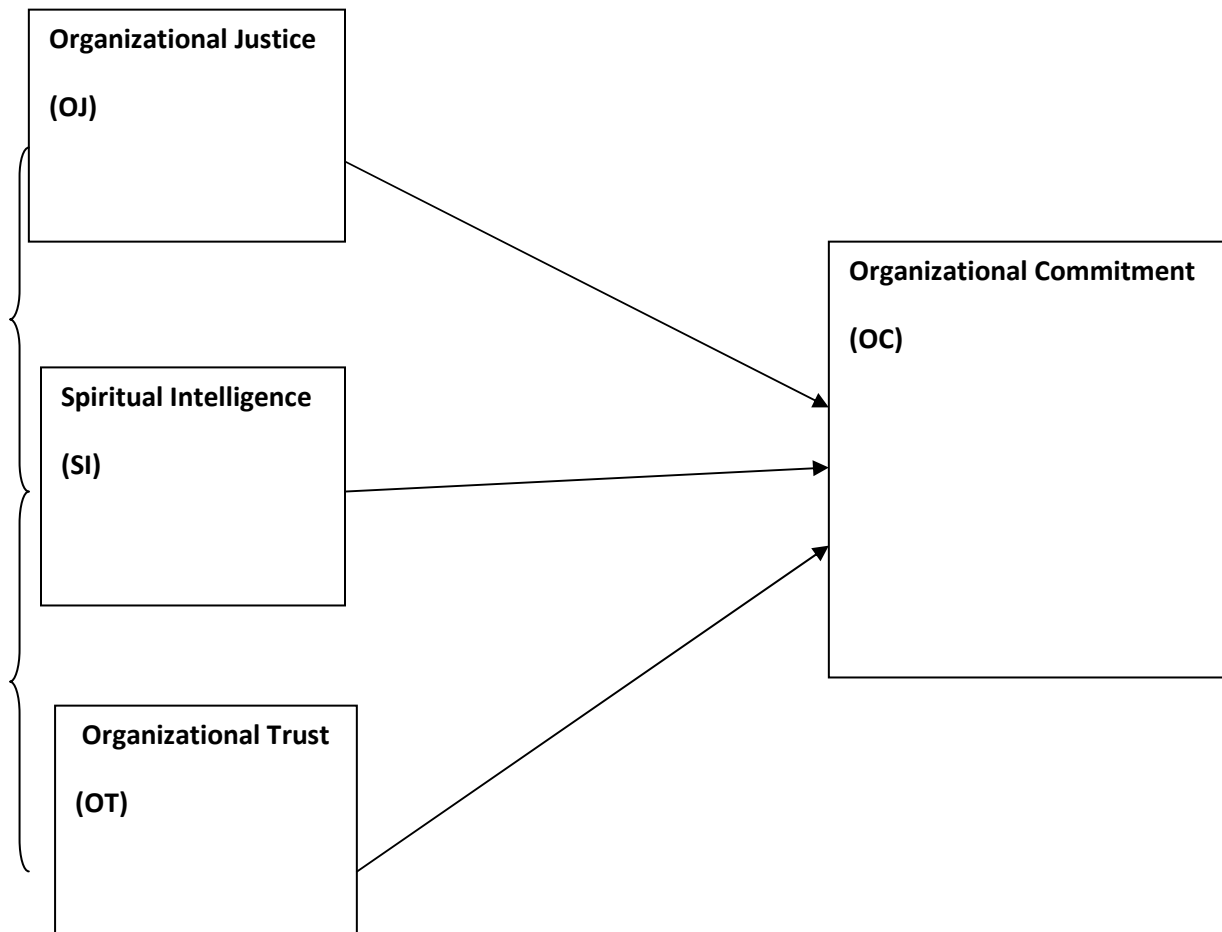 Organizational Justice
(OJ)
Organizational Commitment
(OC)
Spiritual Intelligence
(SI)
Organizational Trust
(OT)